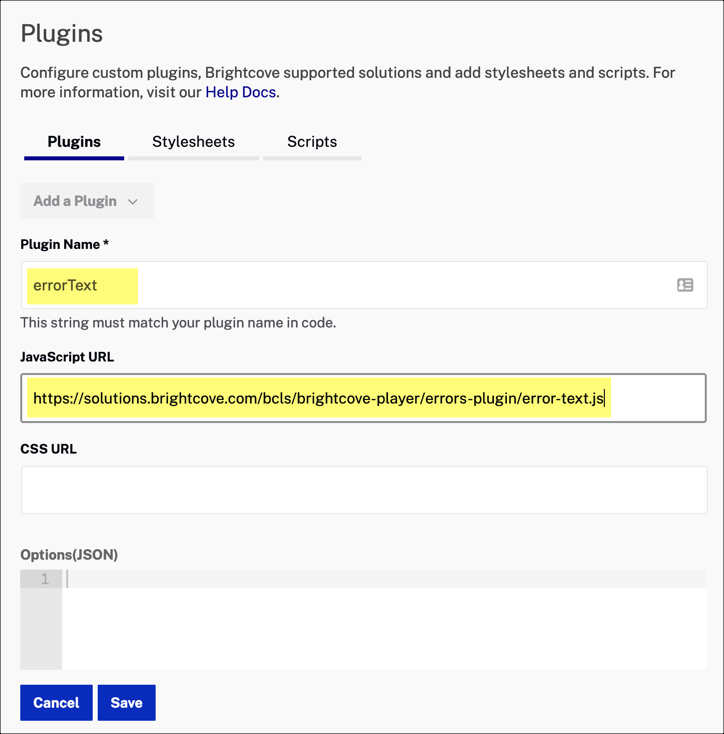 Plugins
Configure custom plugins, Brightcove supported solutions and add stylesheets and scripts. For
more information, visit our Help Docs.
Plugins Stylesheets Scripts
Add a Plugin
Plugin Name *
errorText
This string must match your plugin name in code.
JavaScript URL
https://solutions.brightcove.com/bcls/brightcove-player/errors-plugin/error-text.js
CSS URL
Options(JSON)
1
Cancel Save